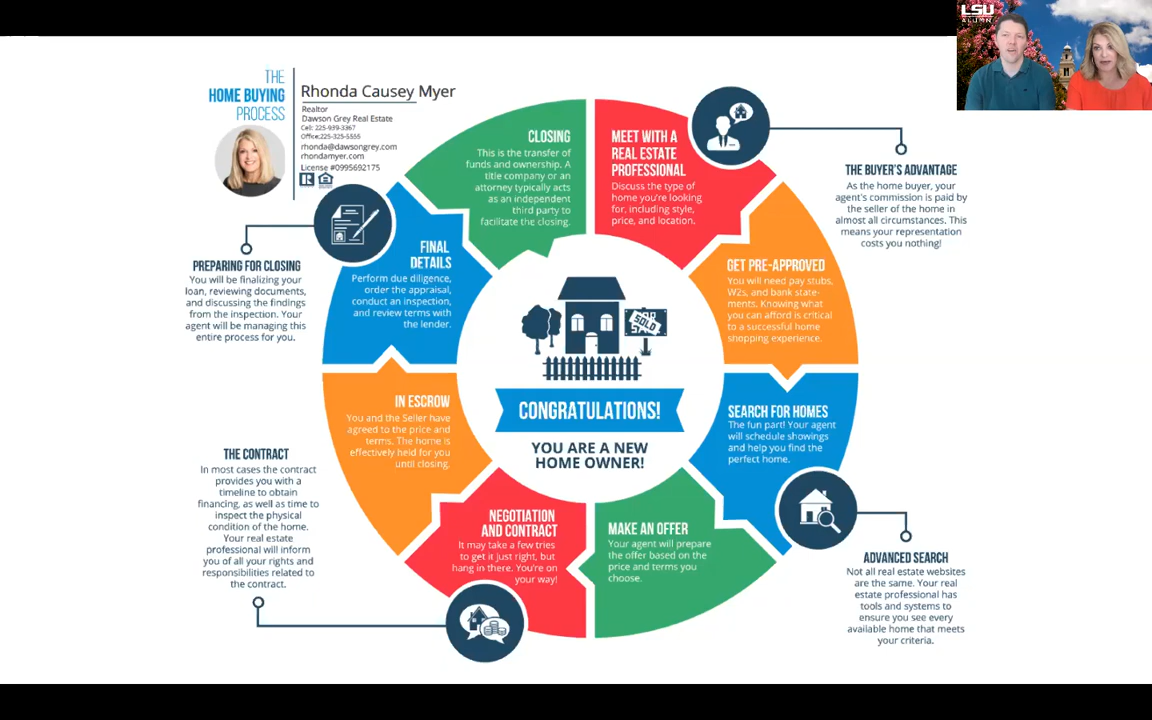 LSU
ALUMNI
THE
HOME BUYING
PROCESS
Rhonda Causey Myer
Realtor
Dawson Grey Real Estate
Cell: 225-939-3367
Office:225-325-5555
rhonda@dawsongrey.com
rhondamyer.com
License #0995692175
CLOSING
This is the transfer of
funds and ownership. A
title company or an
attorney typically acts
as an independent
third party to
facilitate the closing.
MEET WITH A
REAL ESTATE
PROFESSIONAL
Discuss the type of
home you're looking
for, including style,
price, and location.
THE BUYER'S ADVANTAGE
As the home buyer, your
agent's commission is paid by
the seller of the home in
almost all circumstances. This
means your representation
costs you nothing!
GET PRE-APPROVED
You will need pay stubs,
W2s, and bank state-
ments. Knowing what
you can afford is critical
to a successful home
shopping experience.
SEARCH FOR HOMES
The fun part! Your agent
will schedule showings
and help you find the
perfect home.
ADVANCED SEARCH
Not all real estate websites
are the same. Your real
estate professional has
tools and systems to
ensure you see every
available home that meets
your criteria.
MAKE AN OFFER
Your agent will prepare
the offer based on the
price and terms you
choose.
NEGOTIATION
AND CONTRACT
It may take a few tries
to get it just right, but
hang in there. You're on
your way!
THE CONTRACT
In most cases the contract
provides you with a
timeline to obtain
financing, as well as time to
inspect the physical
condition of the home.
Your real estate
professional will inform
you of all your rights and
responsibilities related to
the contract.
IN ESCROW
You and the Seller have
agreed to the price and
terms. The home is
effectively held for you
until closing.
FINAL
DETAILS
Perform due diligence,
order the appraisal,
conduct an inspection,
and review terms with
the lender.
PREPARING FOR CLOSING
You will be finalizing your
loan, reviewing documents,
and discussing the findings
from the inspection. Your
agent will be managing this
entire process for you.
SOLD
CONGRATULATIONS!
YOU ARE A NEW
HOME OWNER!